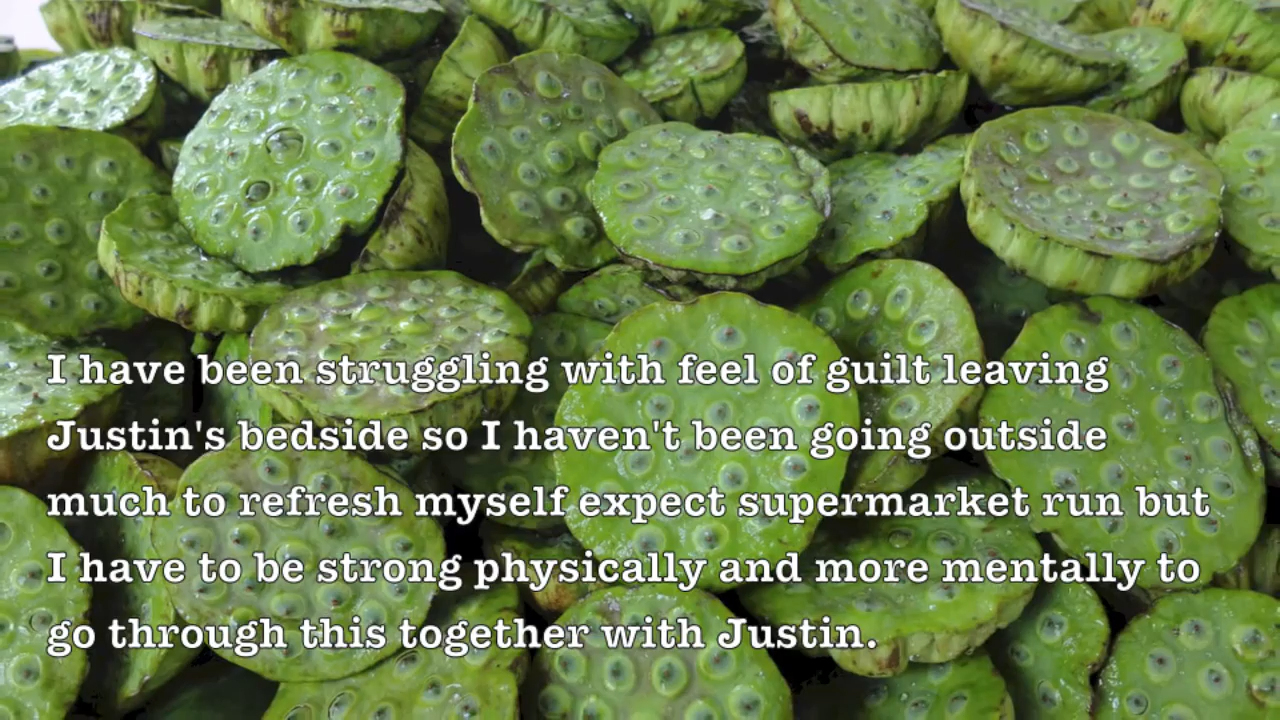 I have been struggling with feel of guilt leaving
Justin's bedside so I haven't been going outside
much to refresh myself expect supermarket run but
I have to be strong physically and more mentally to
go through this together with Justin.